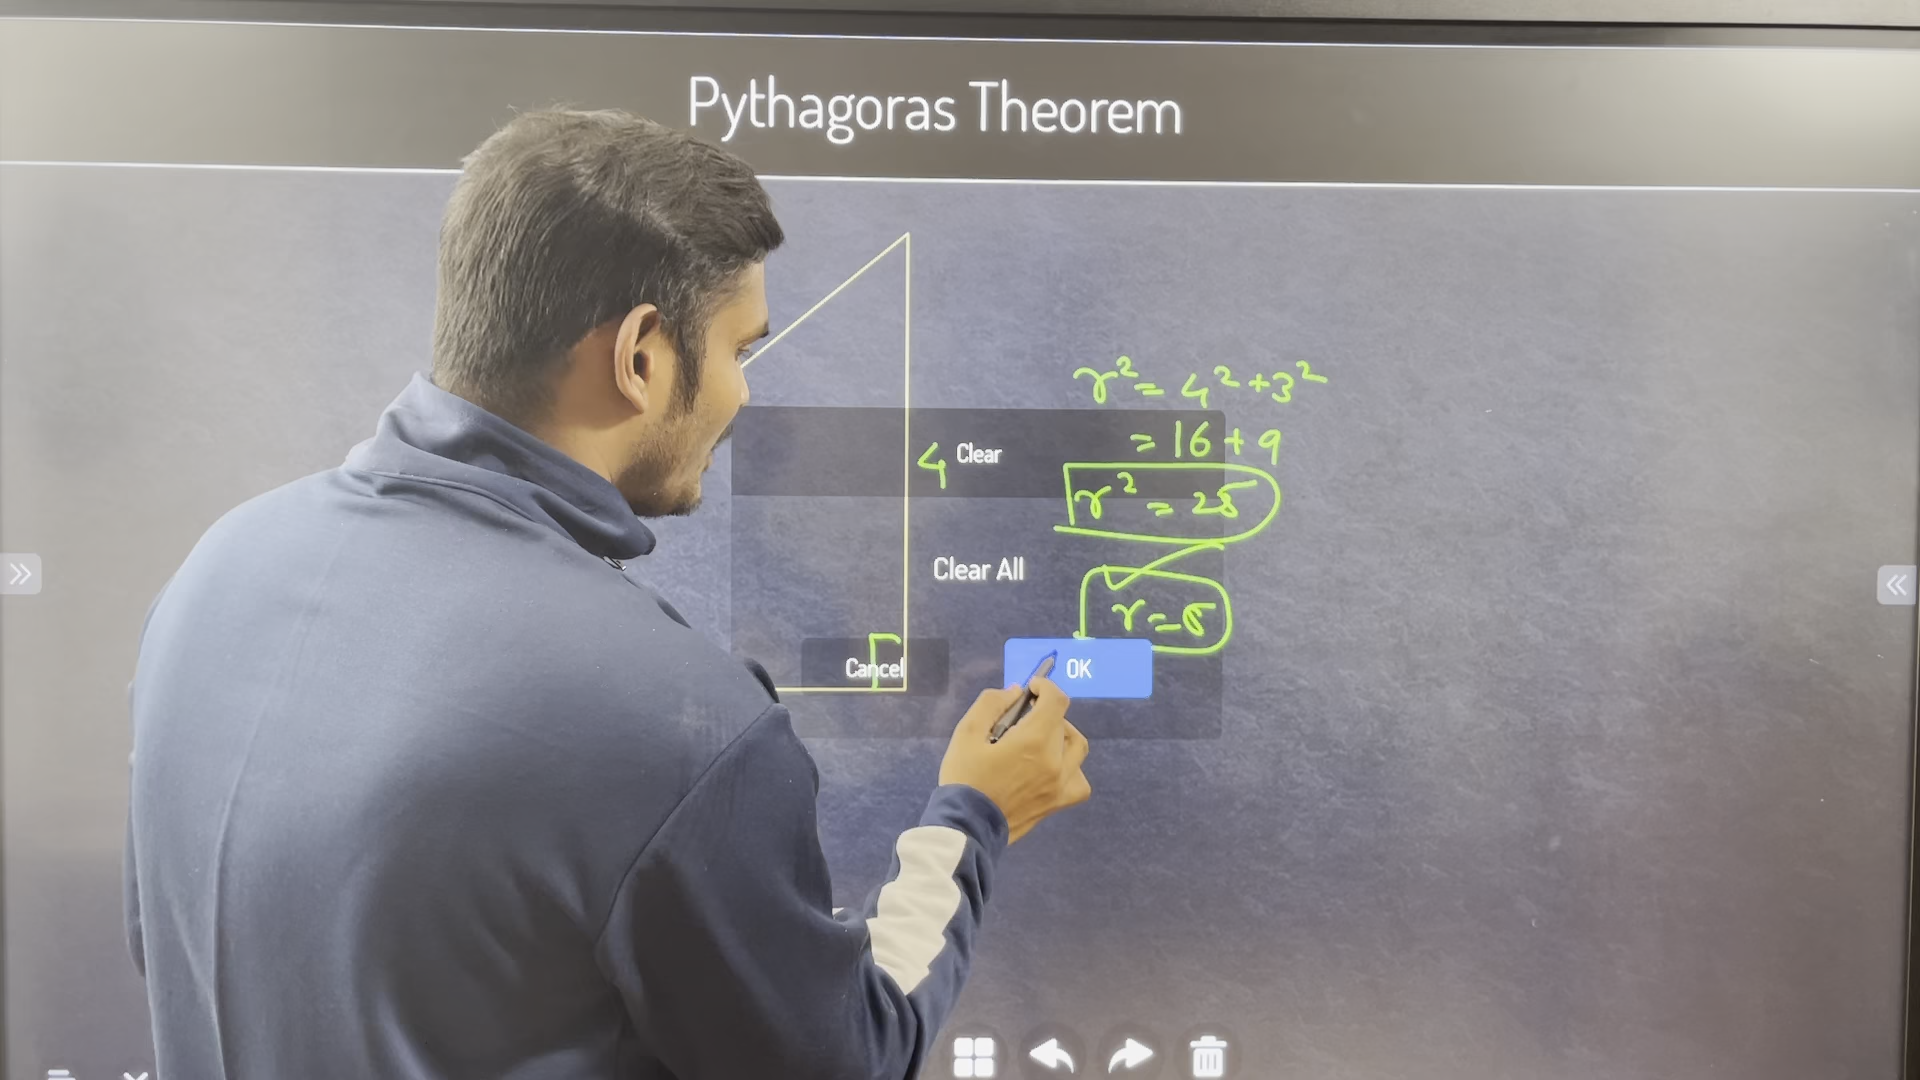 Pythagoras Theorem
r² = 4² + 3²
= 16 + 9
4
Clear
r² = 25
Clear All
r = 5
Cancel
OK